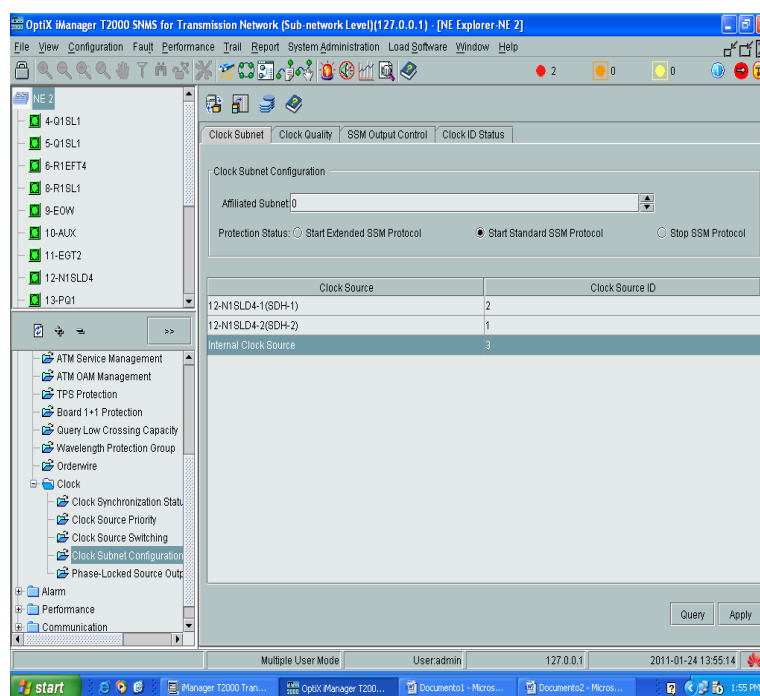 OptiX iManager T2000 SNMS for Transmission Network (Sub-network Level)(127.0.0.1) - [NE Explorer-NE 2]
File View Configuration Fault Performance Trail Report System Administration Load Software Window Help
2 0 0
NE 2
4-Q1SL1
5-Q1SL1
6-R1EFT4
8-R1SL1
9-EOW
10-AUX
11-EGT2
12-N1SLD4
13-PQ1
>>
ATM Service Management
ATM OAM Management
TPS Protection
Board 1+1 Protection
Query Low Crossing Capacity
Wavelength Protection Group
Orderwire
Clock
Clock Synchronization Statu
Clock Source Priority
Clock Source Switching
Clock Subnet Configuration
Phase-Locked Source Outp
Alarm
Performance
Communication
Clock Subnet Clock Quality SSM Output Control Clock ID Status
Clock Subnet Configuration
Affiliated Subnet: 0
Protection Status: Start Extended SSM Protocol Start Standard SSM Protocol Stop SSM Protocol
Clock Source Clock Source ID
12-N1SLD4-1(SDH-1) 2
12-N1SLD4-2(SDH-2) 1
Internal Clock Source 3
Query Apply
Multiple User Mode User:admin 127.0.0.1 2011-01-24 13:55:14
start iManager T2000 Tran... OptiX iManager T200... Documento1 - Micros... Documento2 - Micros... 1:55 PM